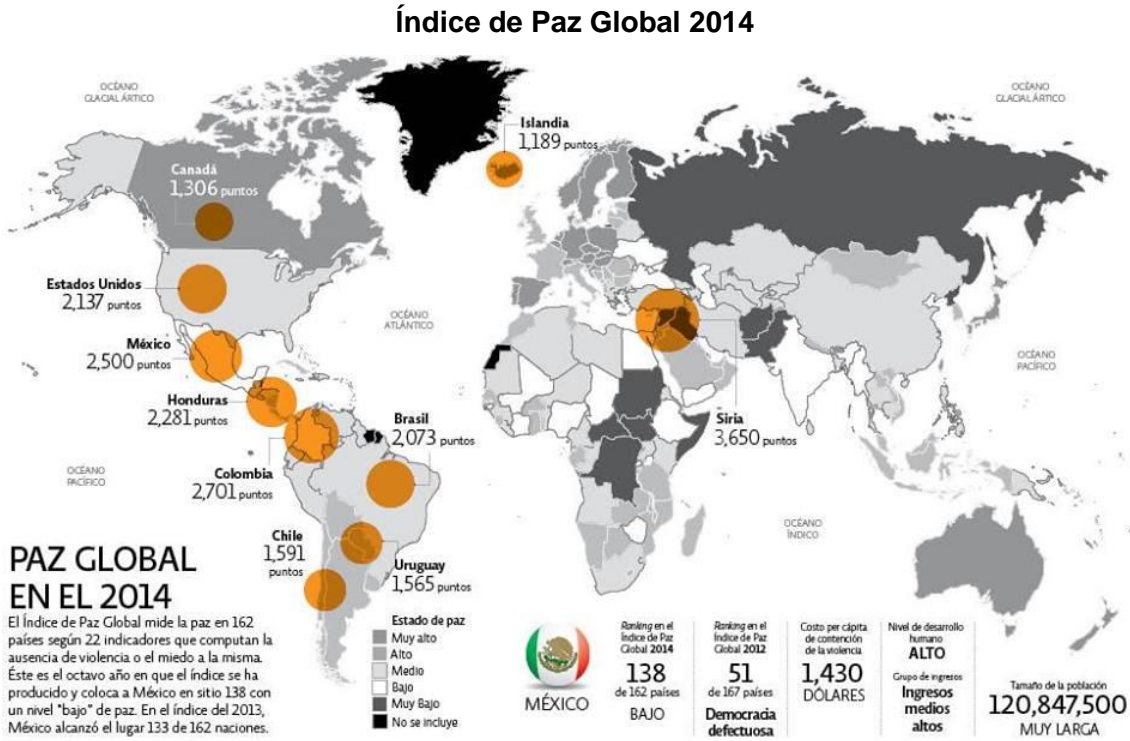 Índice de Paz Global 2014
OCÉANO
GLACIAL ÁRTICO
OCÉANO
GLACIAL ÁRTICO
Islandia
1,189 puntos
Canadá
1,306 puntos
Estados Unidos
2,137 puntos
OCÉANO
ATLÁNTICO
México
2,500 puntos
OCÉANO
PACÍFICO
Honduras
2,281 puntos
Brasil
2,073 puntos
Siria
3,650 puntos
Colombia
2,701 puntos
OCÉANO
PACÍFICO
OCÉANO
ÍNDICO
Chile
1,591
puntos
Uruguay
1,565 puntos
PAZ GLOBAL
EN EL 2014
El Índice de Paz Global mide la paz en 162
países según 22 indicadores que computan la
ausencia de violencia o el miedo a la misma.
Éste es el octavo año en que el índice se ha
producido y coloca a México en sitio 138 con
un nivel "bajo" de paz. En el índice del 2013,
México alcanzó el lugar 133 de 162 naciones.
Estado de paz
Muy alto
Alto
Medio
Bajo
Muy Bajo
No se incluye
MÉXICO
Ranking en el
Índice de Paz
Global 2014
138
de 162 países
BAJO
Ranking en el
Índice de Paz
Global 2012
51
de 167 países
Democracia
defectuosa
Costo per cápita
de contención
de la violencia
1,430
DÓLARES
Nivel de desarrollo
humano
ALTO
Grupo de ingresos
Ingresos
medios
altos
Tamaño de la población
120,847,500
MUY LARGA